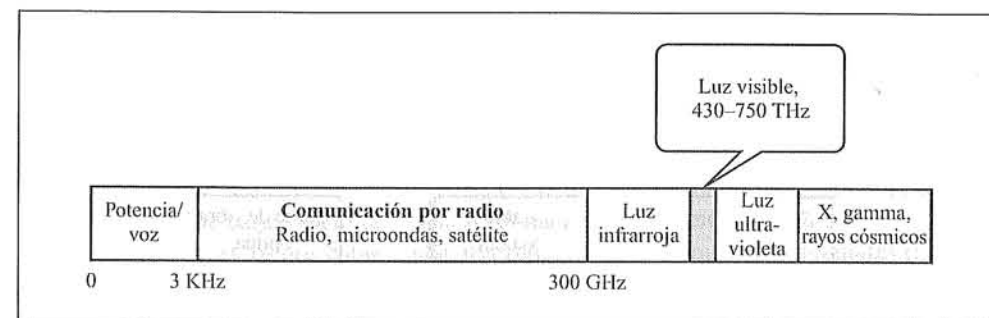 Luz visible,
430–750 THz
Potencia/
voz
Comunicación por radio
Radio, microondas, satélite
Luz
infrarroja
Luz
ultra-
violeta
X, gamma,
rayos cósmicos
0
3 KHz
300 GHz